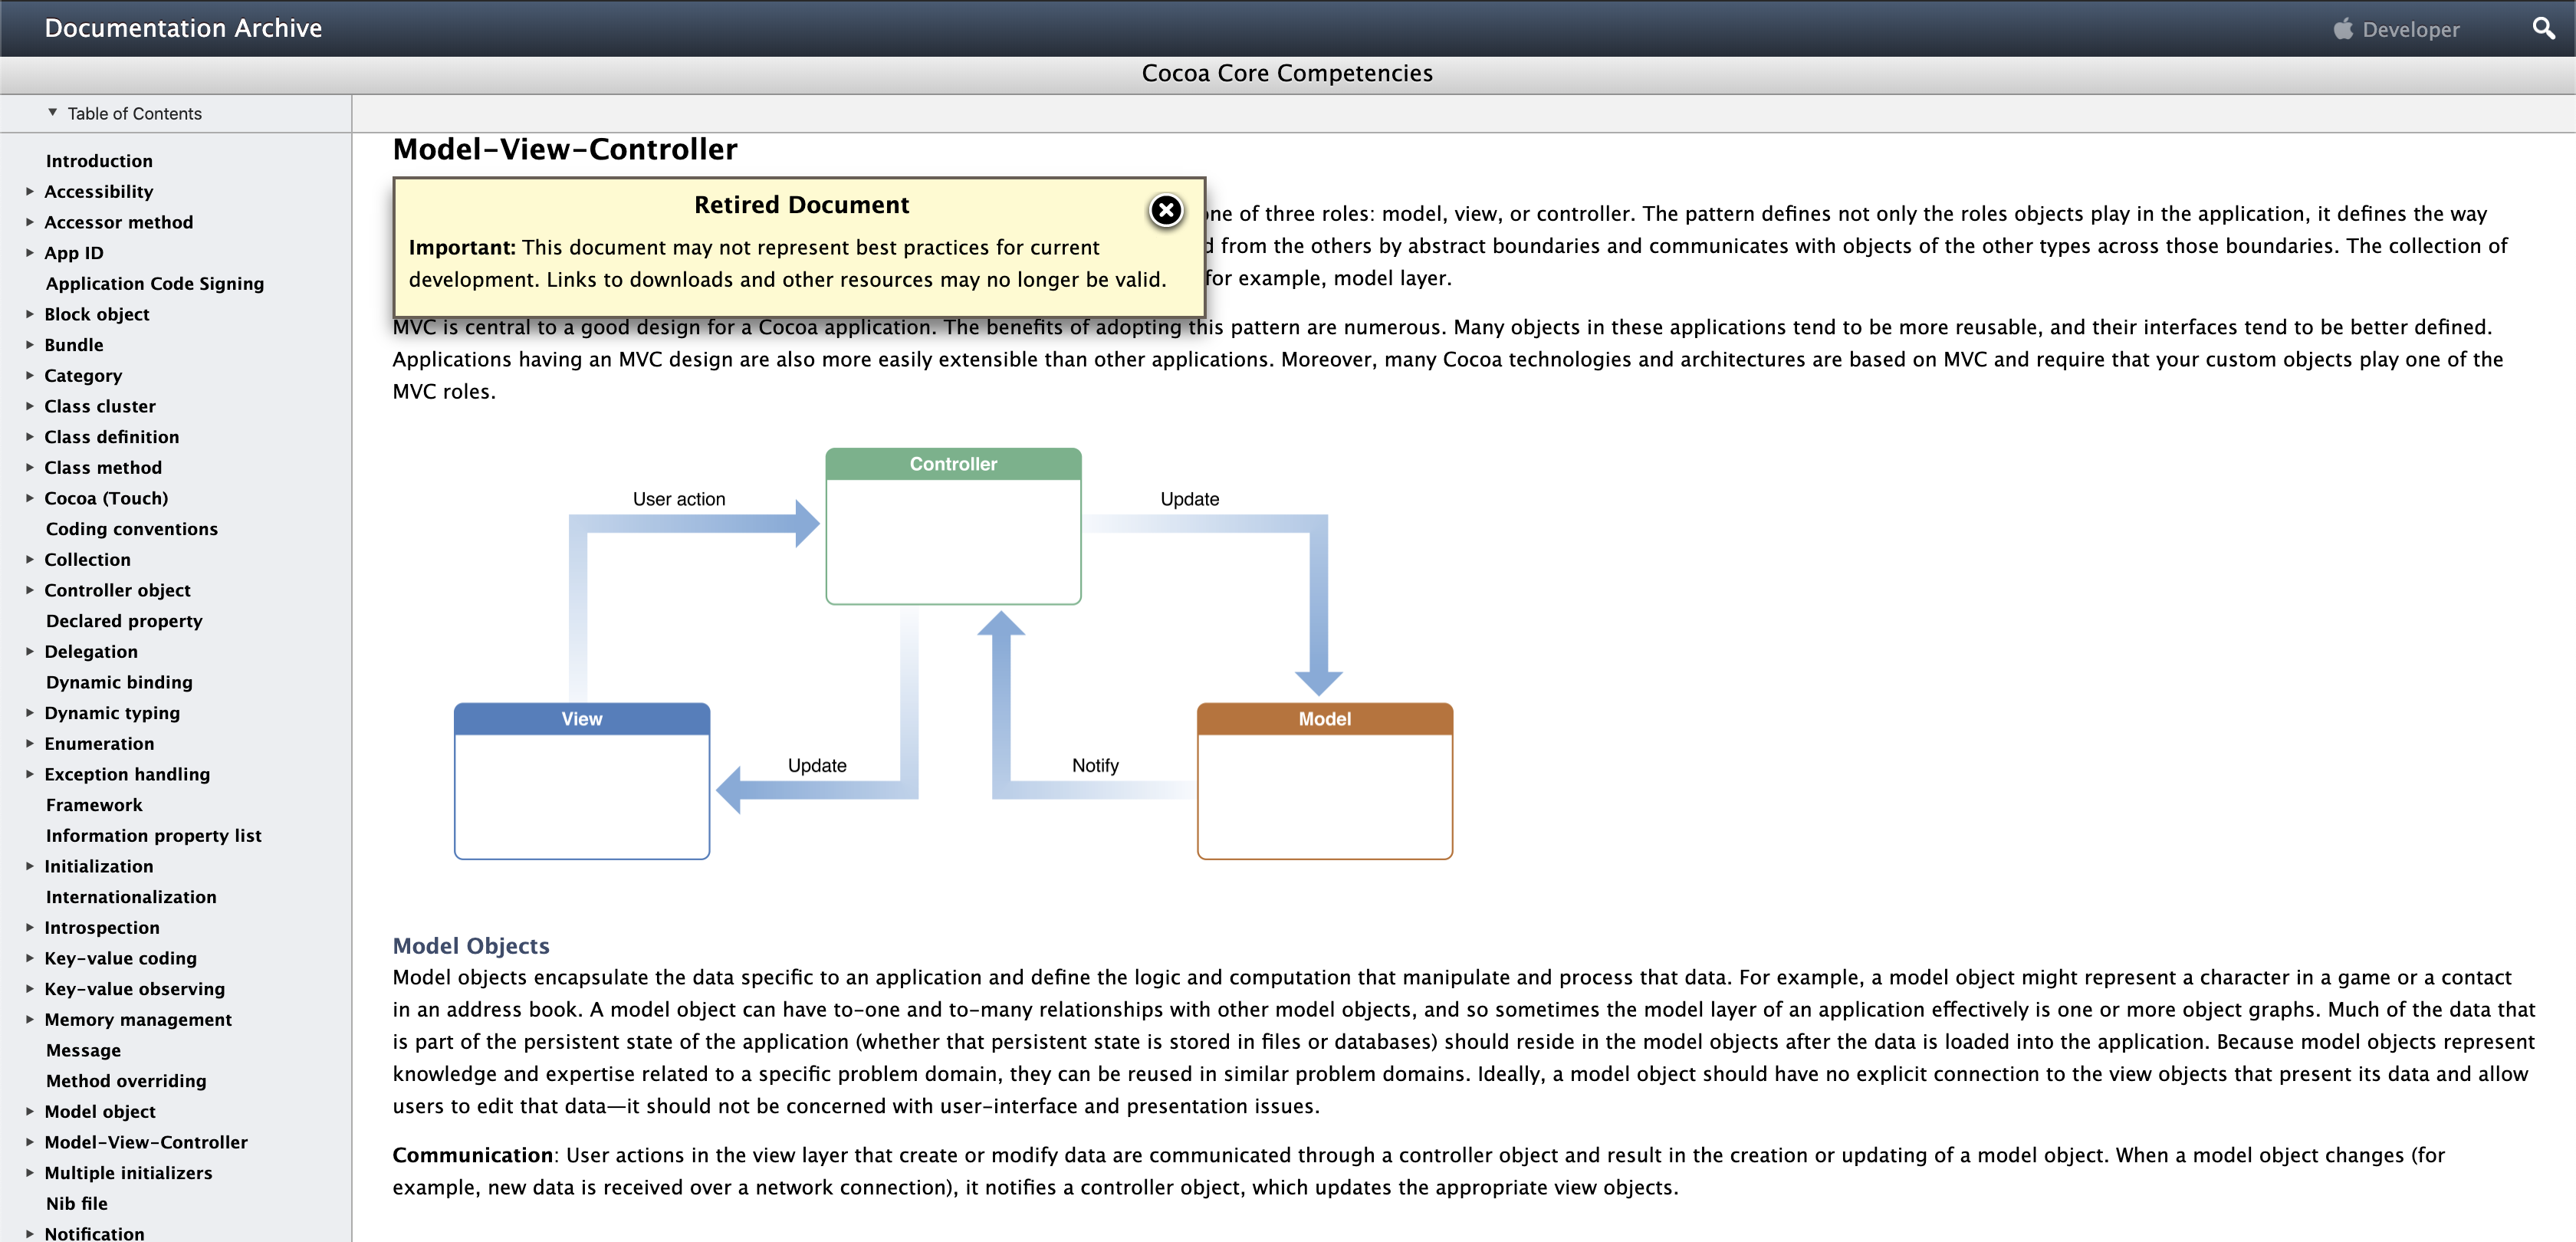 Documentation Archive
Developer
Cocoa Core Competencies
Table of Contents
Introduction
Accessibility
Accessor method
App ID
Application Code Signing
Block object
Bundle
Category
Class cluster
Class definition
Class method
Cocoa (Touch)
Coding conventions
Collection
Controller object
Declared property
Delegation
Dynamic binding
Dynamic typing
Enumeration
Exception handling
Framework
Information property list
Initialization
Internationalization
Introspection
Key-value coding
Key-value observing
Memory management
Message
Method overriding
Model object
Model-View-Controller
Multiple initializers
Nib file
Notification
Model-View-Controller
Retired Document
Important: This document may not represent best practices for current
development. Links to downloads and other resources may no longer be valid.
one of three roles: model, view, or controller. The pattern defines not only the roles objects play in the application, it defines the way
from the others by abstract boundaries and communicates with objects of the other types across those boundaries. The collection of
for example, model layer.
MVC is central to a good design for a Cocoa application. The benefits of adopting this pattern are numerous. Many objects in these applications tend to be more reusable, and their interfaces tend to be better defined.
Applications having an MVC design are also more easily extensible than other applications. Moreover, many Cocoa technologies and architectures are based on MVC and require that your custom objects play one of the
MVC roles.
Controller
User action
Update
View
Model
Update
Notify
Model Objects
Model objects encapsulate the data specific to an application and define the logic and computation that manipulate and process that data. For example, a model object might represent a character in a game or a contact
in an address book. A model object can have to-one and to-many relationships with other model objects, and so sometimes the model layer of an application effectively is one or more object graphs. Much of the data that
is part of the persistent state of the application (whether that persistent state is stored in files or databases) should reside in the model objects after the data is loaded into the application. Because model objects represent
knowledge and expertise related to a specific problem domain, they can be reused in similar problem domains. Ideally, a model object should have no explicit connection to the view objects that present its data and allow
users to edit that data—it should not be concerned with user-interface and presentation issues.
Communication: User actions in the view layer that create or modify data are communicated through a controller object and result in the creation or updating of a model object. When a model object changes (for
example, new data is received over a network connection), it notifies a controller object, which updates the appropriate view objects.